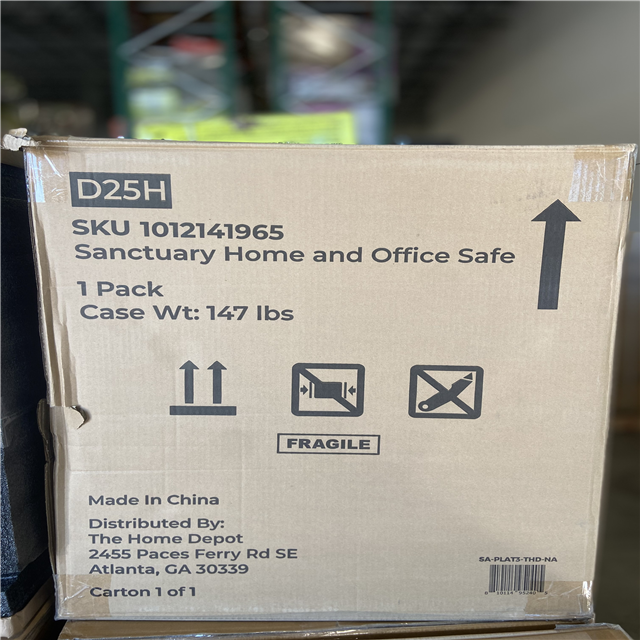 D25H
SKU 1012141965
Sanctuary Home and Office Safe
1 Pack
Case Wt: 147 lbs
FRAGILE
Made In China
Distributed By:
The Home Depot
2455 Paces Ferry Rd SE
Atlanta, GA 30339
Carton 1 of 1
SA-PLAT3-THD-NA